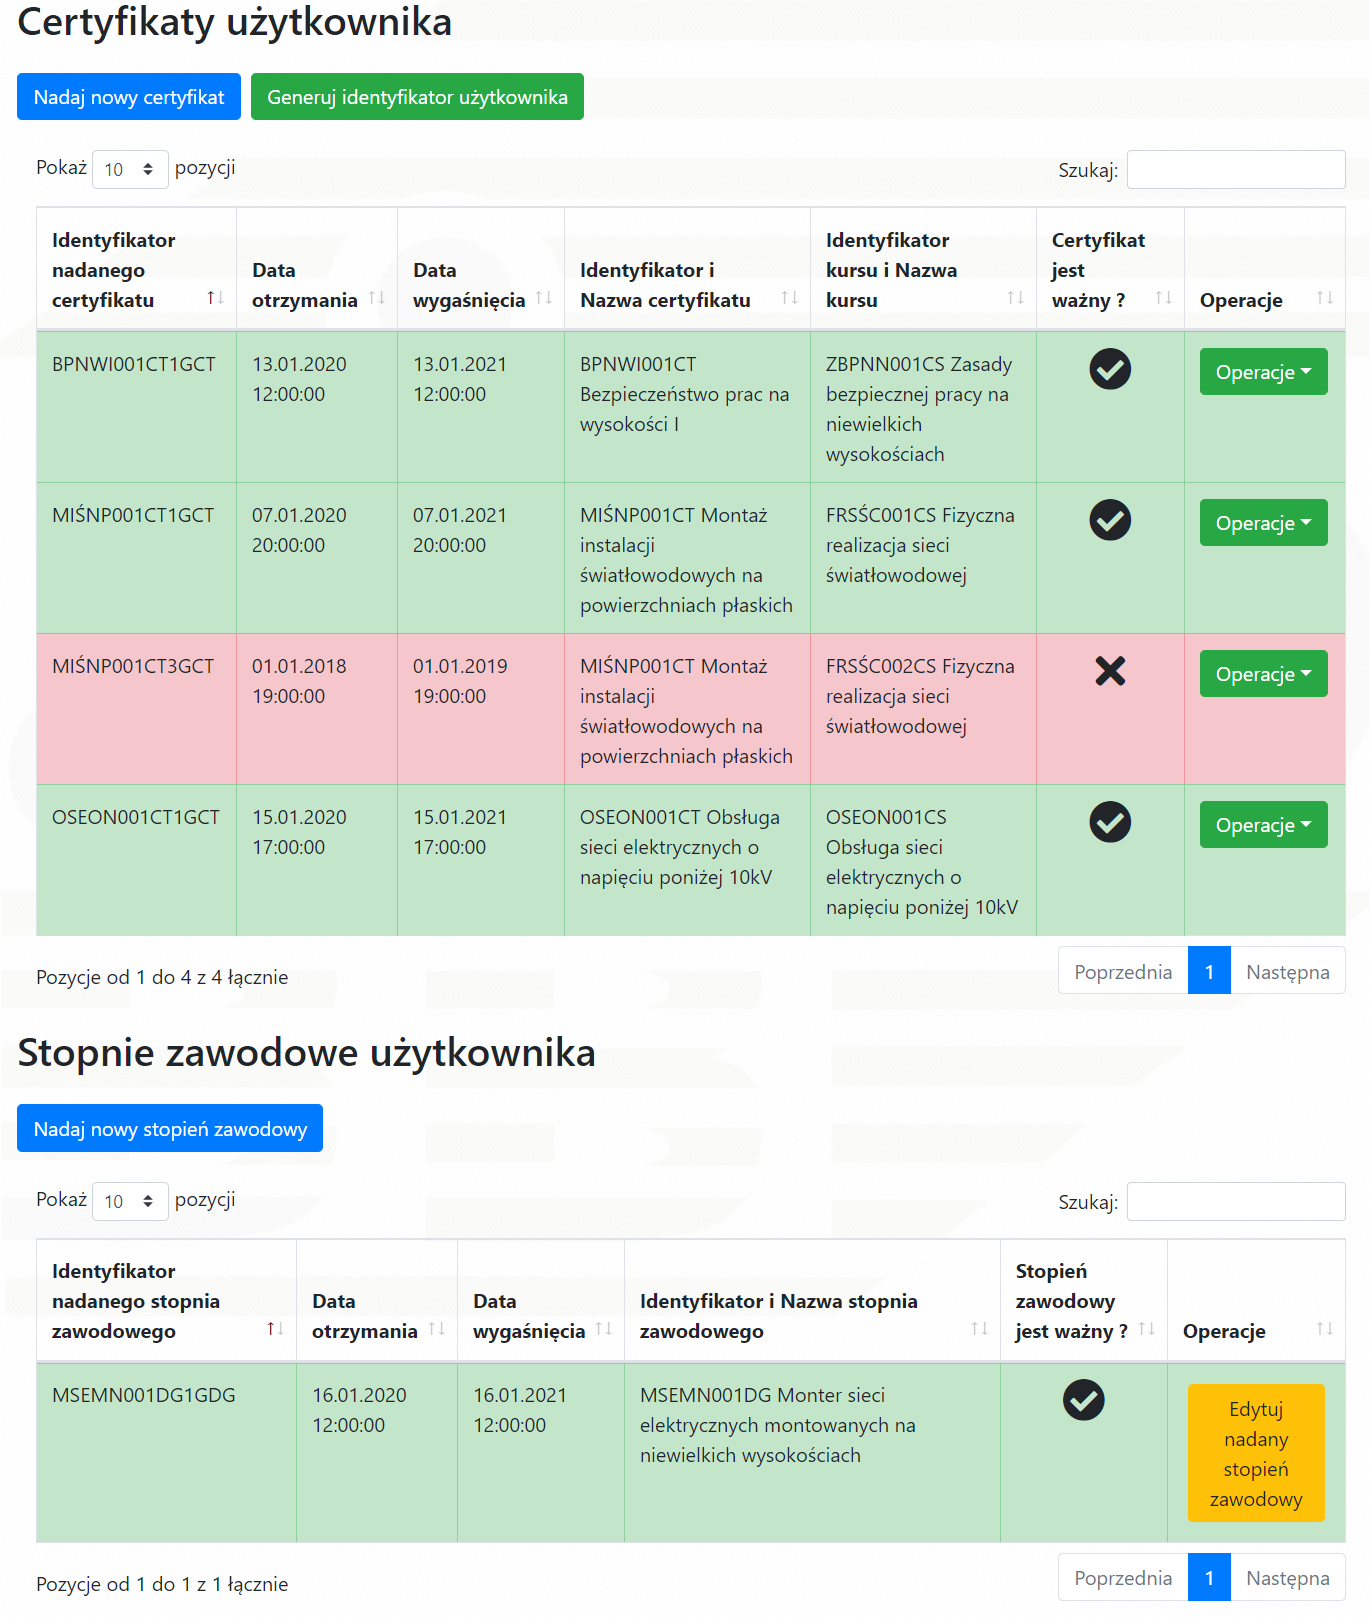 Certyfikaty użytkownika
Nadaj nowy certyfikat Generuj identyfikator użytkownika
Pokaż 10 pozycji Szukaj:
Identyfikator nadanego certyfikatu Data otrzymania Data wygaśnięcia Identyfikator i Nazwa certyfikatu Identyfikator kursu i Nazwa kursu Certyfikat jest ważny ? Operacje
BPNWI001CT1GCT 13.01.2020 12:00:00 13.01.2021 12:00:00 BPNWI001CT Bezpieczeństwo prac na wysokości I ZBPNN001CS Zasady bezpiecznej pracy na niewielkich wysokościach Operacje
MIŚNP001CT1GCT 07.01.2020 20:00:00 07.01.2021 20:00:00 MIŚNP001CT Montaż instalacji światłowodowych na powierzchniach płaskich FRSŚC001CS Fizyczna realizacja sieci światłowodowej Operacje
MIŚNP001CT3GCT 01.01.2018 19:00:00 01.01.2019 19:00:00 MIŚNP001CT Montaż instalacji światłowodowych na powierzchniach płaskich FRSŚC002CS Fizyczna realizacja sieci światłowodowej Operacje
OSEON001CT1GCT 15.01.2020 17:00:00 15.01.2021 17:00:00 OSEON001CT Obsługa sieci elektrycznych o napięciu poniżej 10kV OSEON001CS Obsługa sieci elektrycznych o napięciu poniżej 10kV Operacje
Pozycje od 1 do 4 z 4 łącznie Poprzednia 1 Następna
Stopnie zawodowe użytkownika
Nadaj nowy stopień zawodowy
Pokaż 10 pozycji Szukaj:
Identyfikator nadanego stopnia zawodowego Data otrzymania Data wygaśnięcia Identyfikator i Nazwa stopnia zawodowego Stopień zawodowy jest ważny ? Operacje
MSEMN001DG1GDG 16.01.2020 12:00:00 16.01.2021 12:00:00 MSEMN001DG Monter sieci elektrycznych montowanych na niewielkich wysokościach Edytuj nadany stopień zawodowy
Pozycje od 1 do 1 z 1 łącznie Poprzednia 1 Następna